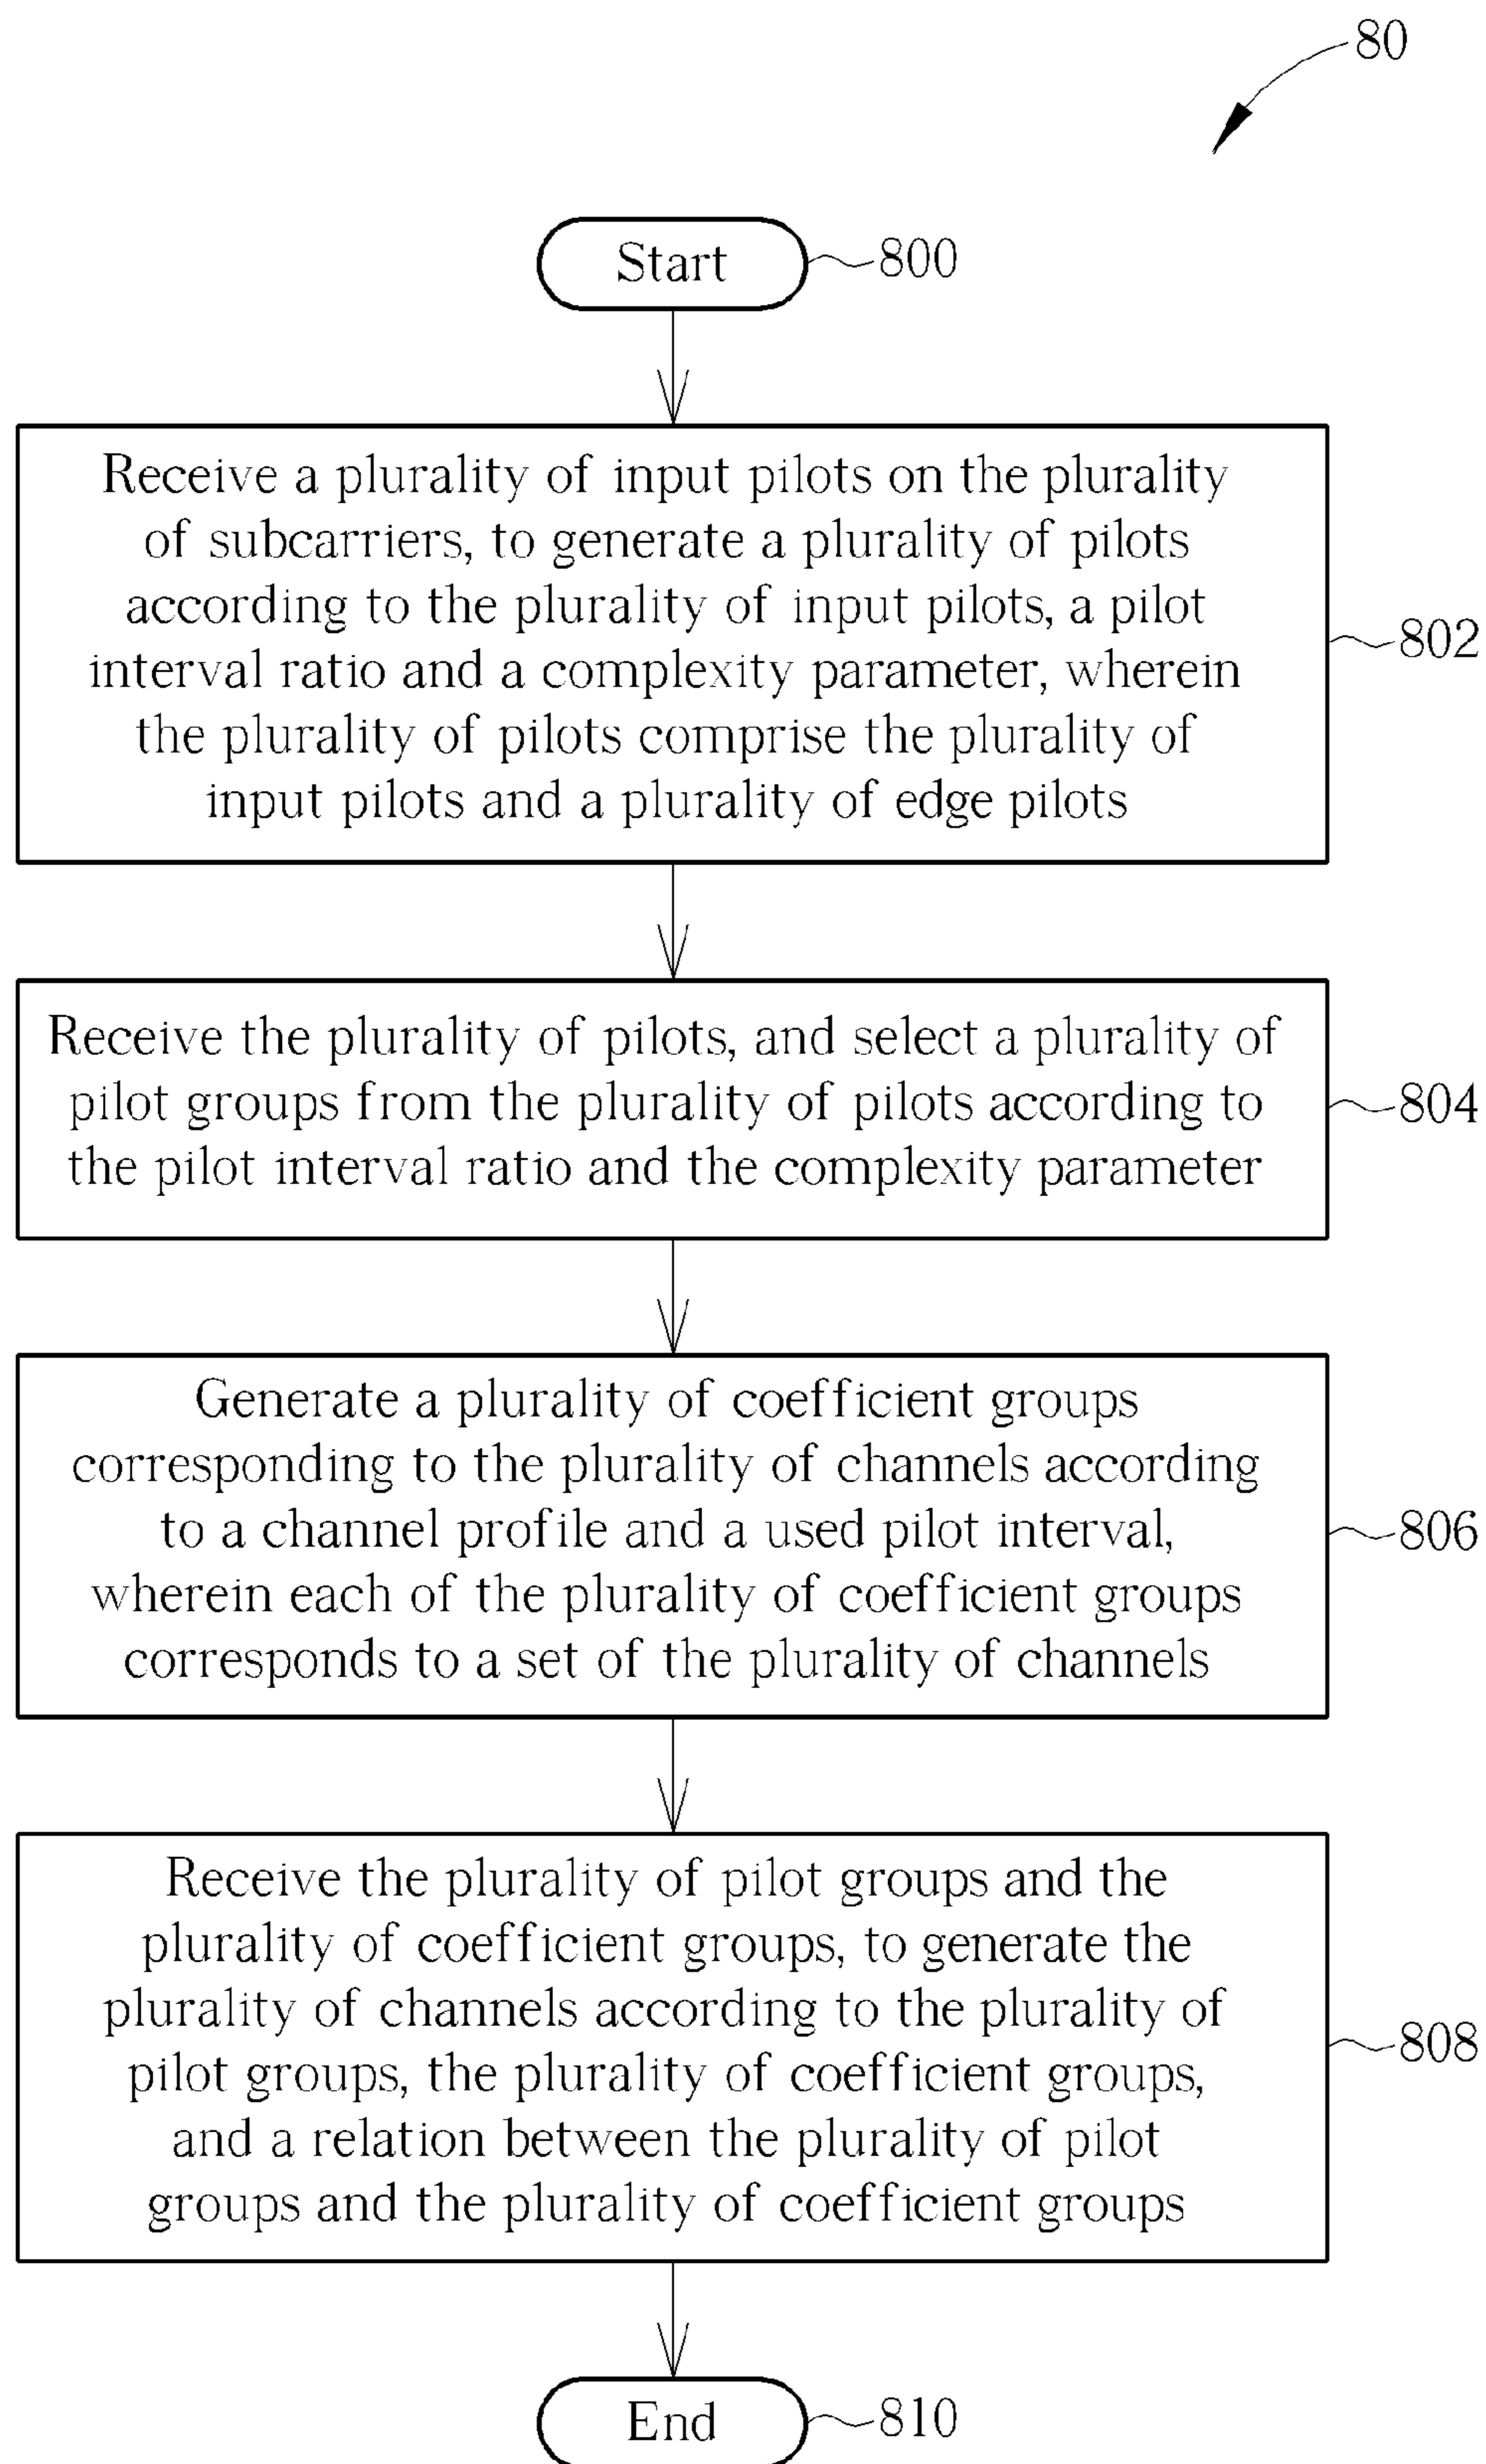 80
Start
800
Receive a plurality of input pilots on the plurality
of subcarriers, to generate a plurality of pilots
according to the plurality of input pilots, a pilot
interval ratio and a complexity parameter, wherein
the plurality of pilots comprise the plurality of
input pilots and a plurality of edge pilots
802
Receive the plurality of pilots, and select a plurality of
pilot groups from the plurality of pilots according to
the pilot interval ratio and the complexity parameter
804
Generate a plurality of coefficient groups
corresponding to the plurality of channels according
to a channel profile and a used pilot interval,
wherein each of the plurality of coefficient groups
corresponds to a set of the plurality of channels
806
Receive the plurality of pilot groups and the
plurality of coefficient groups, to generate the
plurality of channels according to the plurality of
pilot groups, the plurality of coefficient groups,
and a relation between the plurality of pilot
groups and the plurality of coefficient groups
808
End
810